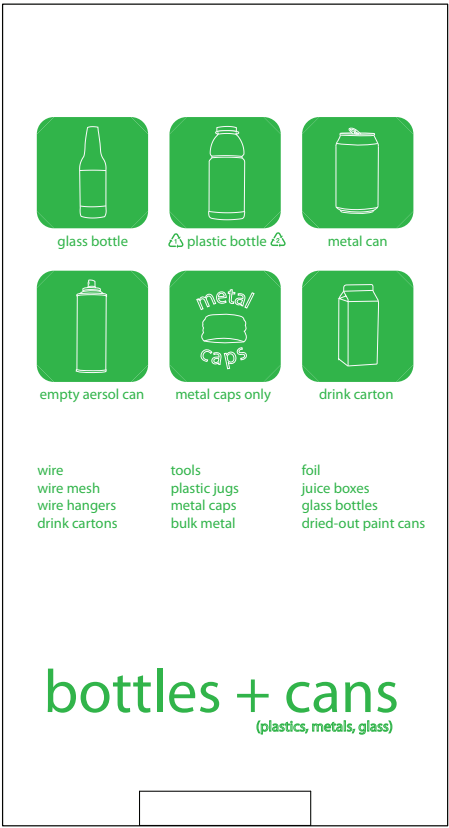 glass bottle
1 plastic bottle 2
metal can
metal
caps
empty aersol can
metal caps only
drink carton
wire
wire mesh
wire hangers
drink cartons
tools
plastic jugs
metal caps
bulk metal
foil
juice boxes
glass bottles
dried-out paint cans
bottles + cans
(plastics, metals, glass)